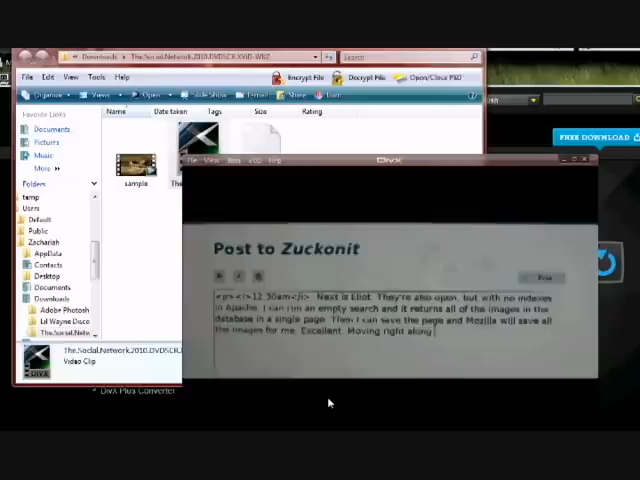 Downloads ▸ The.Social.Network.2010.DVDSCR.XViD-WBZ
Search
File Edit View Tools Help
Encrypt File
Decrypt File
Open/Close PSD
Organize
Views
Open
Slide Show
E-mail
Share
Burn
Name Date taken Tags Size Rating
Favorite Links
Documents
Pictures
Music
More
Folders
temp
Users
Default
Public
Zachariah
AppData
Contacts
Desktop
Documents
Downloads
Adobe Photosh
Lil Wayne Disco
The.Social.Netw
sample
FREE DOWNLOAD
File View Help
DivX
Post to Zuckonit
<p><i>12:30am</i> Next is Eliot. They're also open, but with no indexes
in Apache. I can run an empty search and it returns all of the images in the
database in a single page. Then I can save the page and Mozilla will save all
the images for me. Excellent. Moving right along
The.Social.Network.2010.DVDSCR.
Video Clip
DIVX
DivX Plus Converter